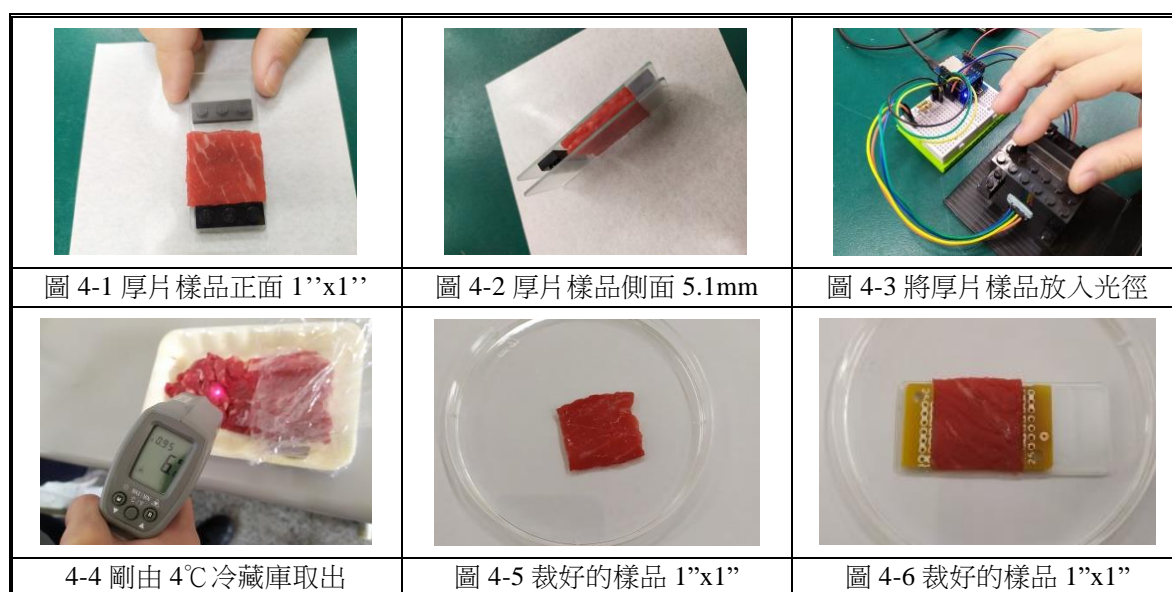 圖 4-1 厚片樣品正面 1’’x1’’
圖 4-2 厚片樣品側面 5.1mm
圖 4-3 將厚片樣品放入光徑
0.95
4-4 剛由 4℃冷藏庫取出
圖 4-5 裁好的樣品 1”x1”
圖 4-6 裁好的樣品 1”x1”